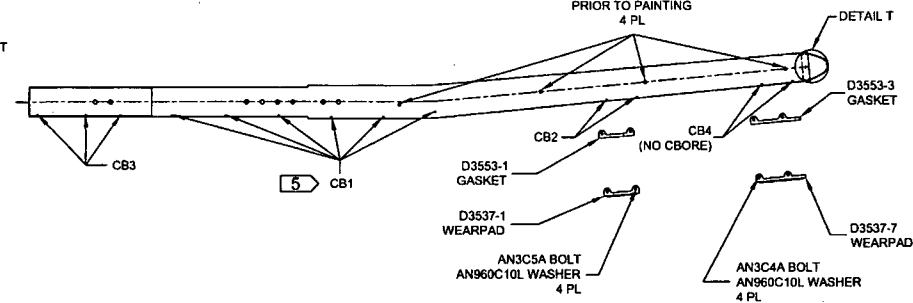 PRIOR TO PAINTING
4 PL
DETAIL T
T
D3553-3
GASKET
CB2
CB4
(NO CBORE)
CB3
D3553-1
GASKET
5
CB1
D3537-1
WEARPAD
D3537-7
WEARPAD
AN3C5A BOLT
AN960C10L WASHER
4 PL
AN3C4A BOLT
AN960C10L WASHER
4 PL